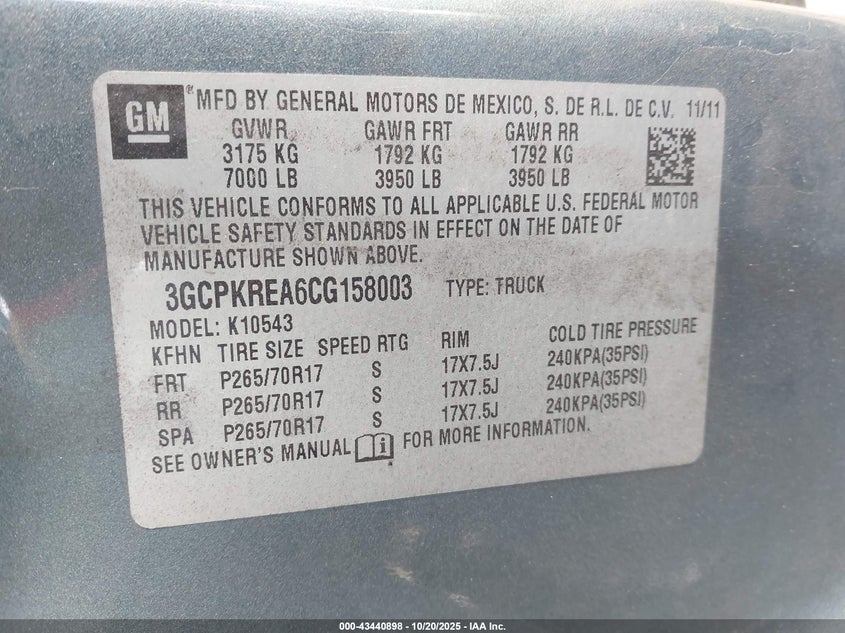 GM ® MFD BY GENERAL MOTORS DE MEXICO, S. DE R.L. DE C.V. 11/11
GVWR GAWR FRT GAWR RR
3175 KG 1792 KG 1792 KG
7000 LB 3950 LB 3950 LB
THIS VEHICLE CONFORMS TO ALL APPLICABLE U.S. FEDERAL MOTOR
VEHICLE SAFETY STANDARDS IN EFFECT ON THE DATE OF
MANUFACTURE SHOWN ABOVE.
3GCPKREA6CG158003 TYPE: TRUCK
MODEL: K10543
KFHN TIRE SIZE SPEED RTG RIM COLD TIRE PRESSURE
FRT P265/70R17 S 17X7.5J 240KPA(35PSI)
RR P265/70R17 S 17X7.5J 240KPA(35PSI)
SPA P265/70R17 S 17X7.5J 240KPA(35PSI)
SEE OWNER'S MANUAL i FOR MORE INFORMATION.
000-43440898 | 10/20/2025 - IAA Inc.